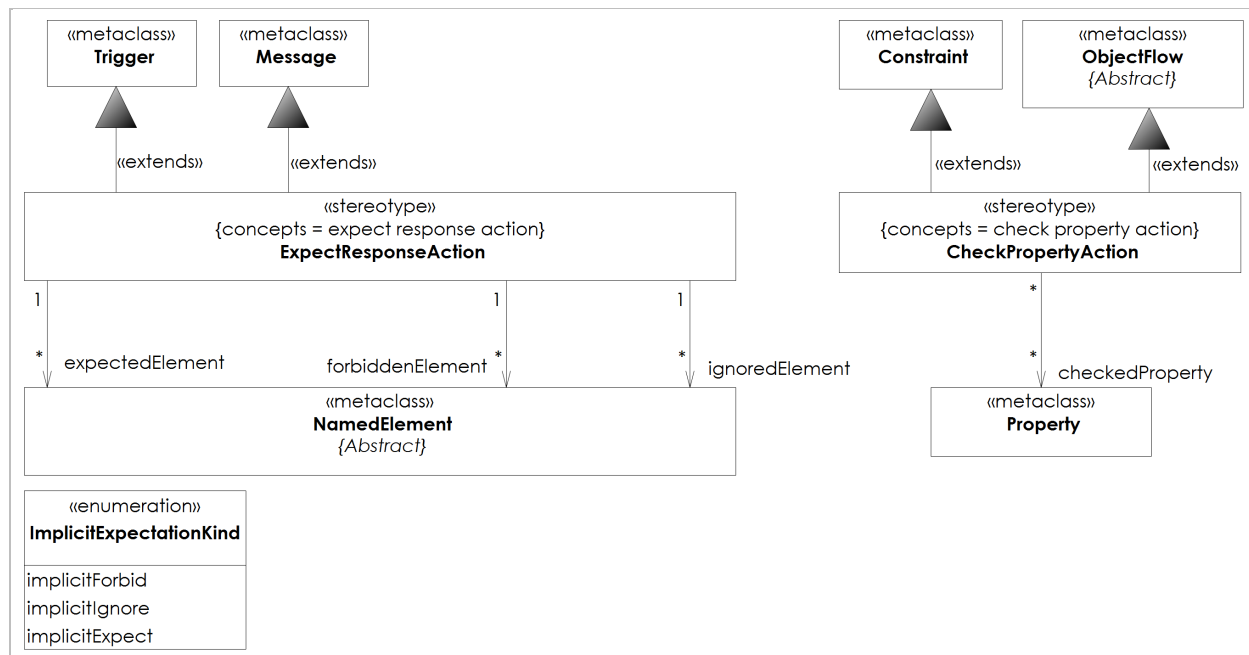 «metaclass»
Trigger
«metaclass»
Message
«metaclass»
Constraint
«metaclass»
ObjectFlow
{Abstract}
«extends»
«extends»
«extends»
«extends»
«stereotype»
{concepts = expect response action}
ExpectResponseAction
«stereotype»
{concepts = check property action}
CheckPropertyAction
1
1
1
*
*
expectedElement
*
forbiddenElement
*
ignoredElement
*
checkedProperty
«metaclass»
NamedElement
{Abstract}
«metaclass»
Property
«enumeration»
ImplicitExpectationKind
implicitForbid
implicitIgnore
implicitExpect